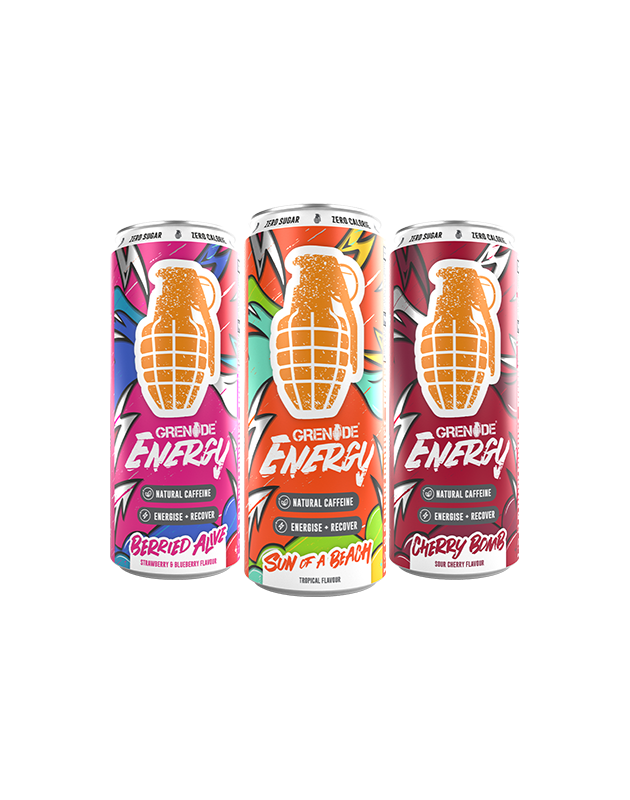 ZERO SUGAR ZERO CALORIE
GRENADE®
ENERGY
NATURAL CAFFEINE
ENERGISE + RECOVER
BERRIED ALIVE
STRAWBERRY & BLUEBERRY FLAVOUR
ZERO SUGAR ZERO CALORIE
GRENADE®
ENERGY
NATURAL CAFFEINE
ENERGISE + RECOVER
SUN OF A BEACH
TROPICAL FLAVOUR
ZERO SUGAR ZERO CALORIE
GRENADE®
ENERGY
NATURAL CAFFEINE
ENERGISE + RECOVER
CHERRY BOMB
SOUR CHERRY FLAVOUR